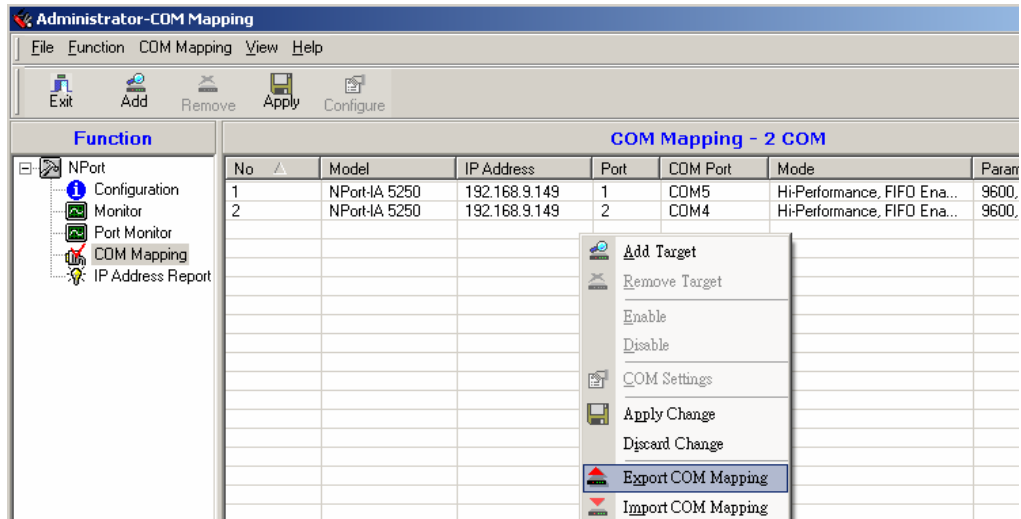 Administrator-COM Mapping
File Function COM Mapping View Help
Exit Add Remove Apply Configure
Function
COM Mapping - 2 COM
NPort
Configuration
Monitor
Port Monitor
COM Mapping
IP Address Report
No Model IP Address Port COM Port Mode Param
1 NPort-IA 5250 192.168.9.149 1 COM5 Hi-Performance, FIFO Ena... 9600,
2 NPort-IA 5250 192.168.9.149 2 COM4 Hi-Performance, FIFO Ena... 9600,
Add Target
Remove Target
Enable
Disable
COM Settings
Apply Change
Discard Change
Export COM Mapping
Import COM Mapping